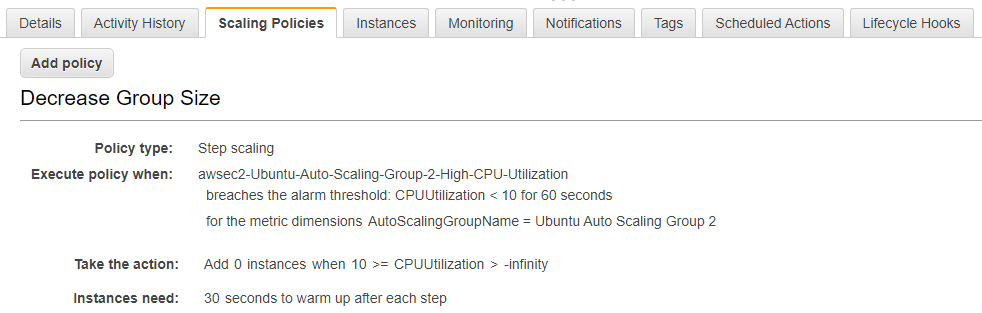 Details Activity History Scaling Policies Instances Monitoring Notifications Tags Scheduled Actions Lifecycle Hooks
Add policy
Decrease Group Size
Policy type: Step scaling
Execute policy when: awsec2-Ubuntu-Auto-Scaling-Group-2-High-CPU-Utilization
breaches the alarm threshold: CPUUtilization < 10 for 60 seconds
for the metric dimensions AutoScalingGroupName = Ubuntu Auto Scaling Group 2
Take the action: Add 0 instances when 10 >= CPUUtilization > -infinity
Instances need: 30 seconds to warm up after each step